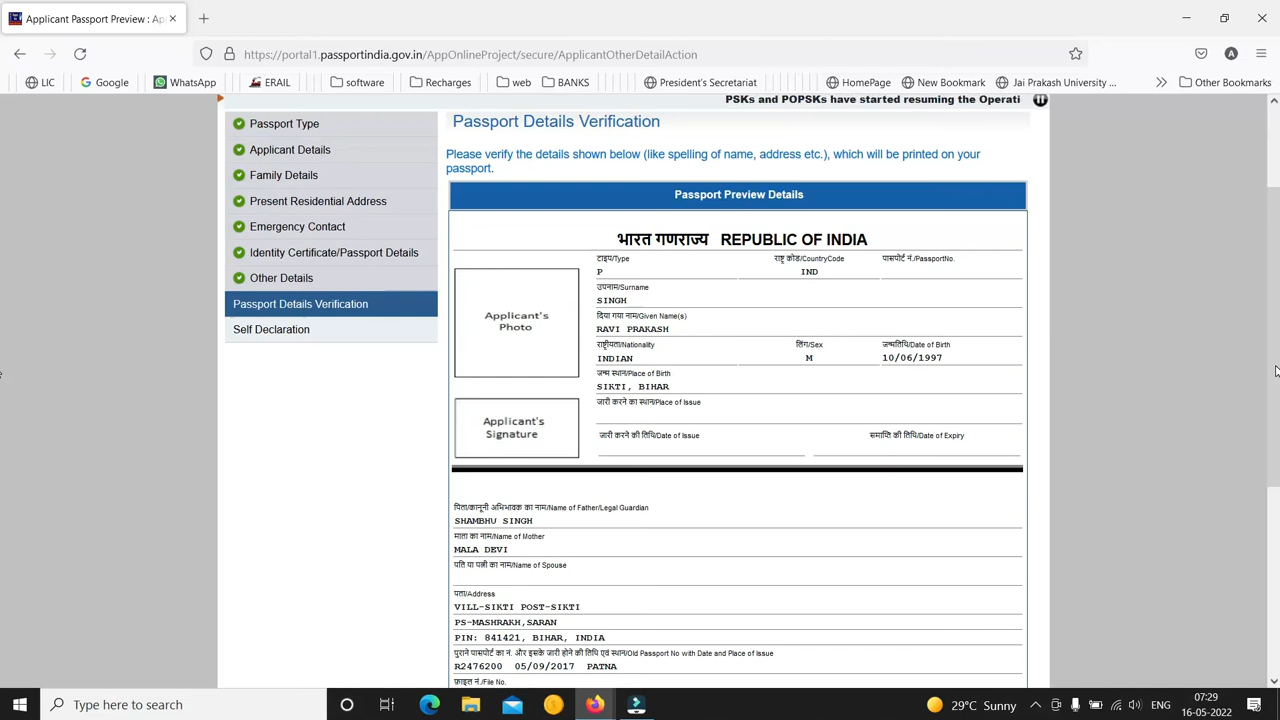 Applicant Passport Preview : Ap
https://portal1.passportindia.gov.in/AppOnlineProject/secure/ApplicantOtherDetailAction
A
LIC Google WhatsApp ERAIL software Recharges web BANKS President's Secretariat HomePage New Bookmark Jai Prakash University ... Other Bookmarks
PSKs and POPSKs have started resuming the Operati
Passport Type
Applicant Details
Family Details
Present Residential Address
Emergency Contact
Identity Certificate/Passport Details
Other Details
Passport Details Verification
Self Declaration
Passport Details Verification
Please verify the details shown below (like spelling of name, address etc.), which will be printed on your
passport.
Passport Preview Details
भारत गणराज्य REPUBLIC OF INDIA
Applicant's
Photo
Applicant's
Signature
टाइप/Type राष्ट्र कोड/CountryCode पासपोर्ट नं./PassportNo.
P IND
उपनाम/Surname
SINGH
दिया गया नाम/Given Name(s)
RAVI PRAKASH
राष्ट्रीयता/Nationality लिंग/Sex जन्मतिथि/Date of Birth
INDIAN M 10/06/1997
जन्म स्थान/Place of Birth
SIKTI, BIHAR
जारी करने का स्थान/Place of Issue
जारी करने की तिथि/Date of Issue समाप्ति की तिथि/Date of Expiry
पिता/कानूनी अभिभावक का नाम/Name of Father/Legal Guardian
SHAMBHU SINGH
माता का नाम/Name of Mother
MALA DEVI
पति या पत्नी का नाम/Name of Spouse
पता/Address
VILL-SIKTI POST-SIKTI
PS-MASHRAKH,SARAN
PIN: 841421, BIHAR, INDIA
पुराने पासपोर्ट का नं. और इसके जारी होने की तिथि एवं स्थान/Old Passport No with Date and Place of Issue
R2476200 05/09/2017 PATNA
फ़ाइल नं./File No.
Type here to search
29°C Sunny
ENG
07:29
16-05-2022